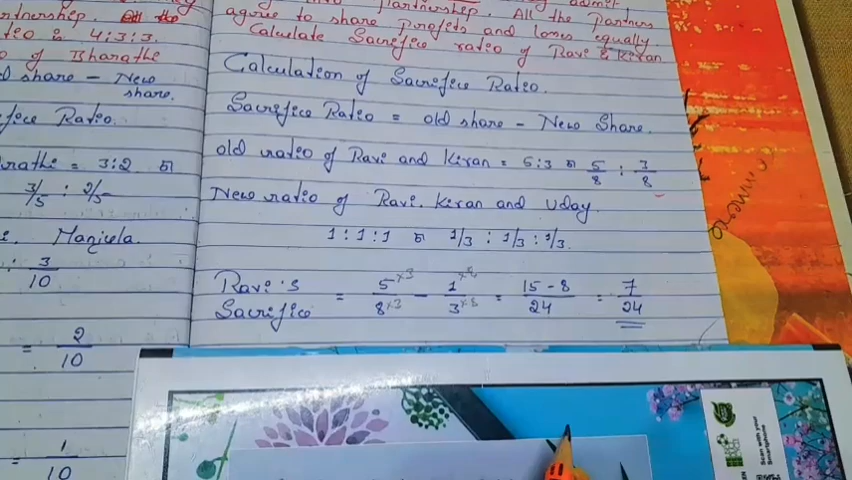 rtnership.
4:3:3.
of Bharathe
share - New
share.
Ratio.
= 3:2 or
3/5 : 2/5
Manjula.
: 3/10
= 2/10
1/10
Partnership. All the Partners
agree to share Profits and losses equally
Calculate Sacrifice ratio of Ravi & Kiran
Calculation of Sacrifice Ratio.
Sacrifice Ratio = old share - New Share.
old ratio of Ravi and Kiran = 5:3 or 5/8 : 3/8
New ratio of Ravi. Kiran and Uday.
1 : 1 : 1 or 1/3 : 1/3 : 1/3.
Ravi's Sacrifice = 5×3/8×3 - 1×8/3×8 = 15-8/24 = 7/24
Scan with your
Smartphone